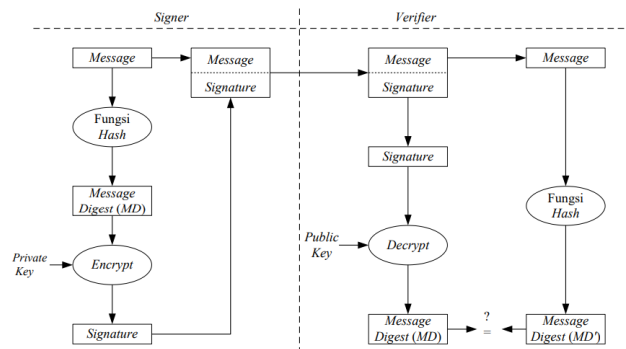 Signer
Verifier
Message
Message
Signature
Fungsi
Hash
Message
Digest (MD)
Private
Key
Encrypt
Signature
Message
Signature
Message
Signature
Public
Key
Decrypt
Fungsi
Hash
Message
Digest (MD)
?
=
Message
Digest (MD')